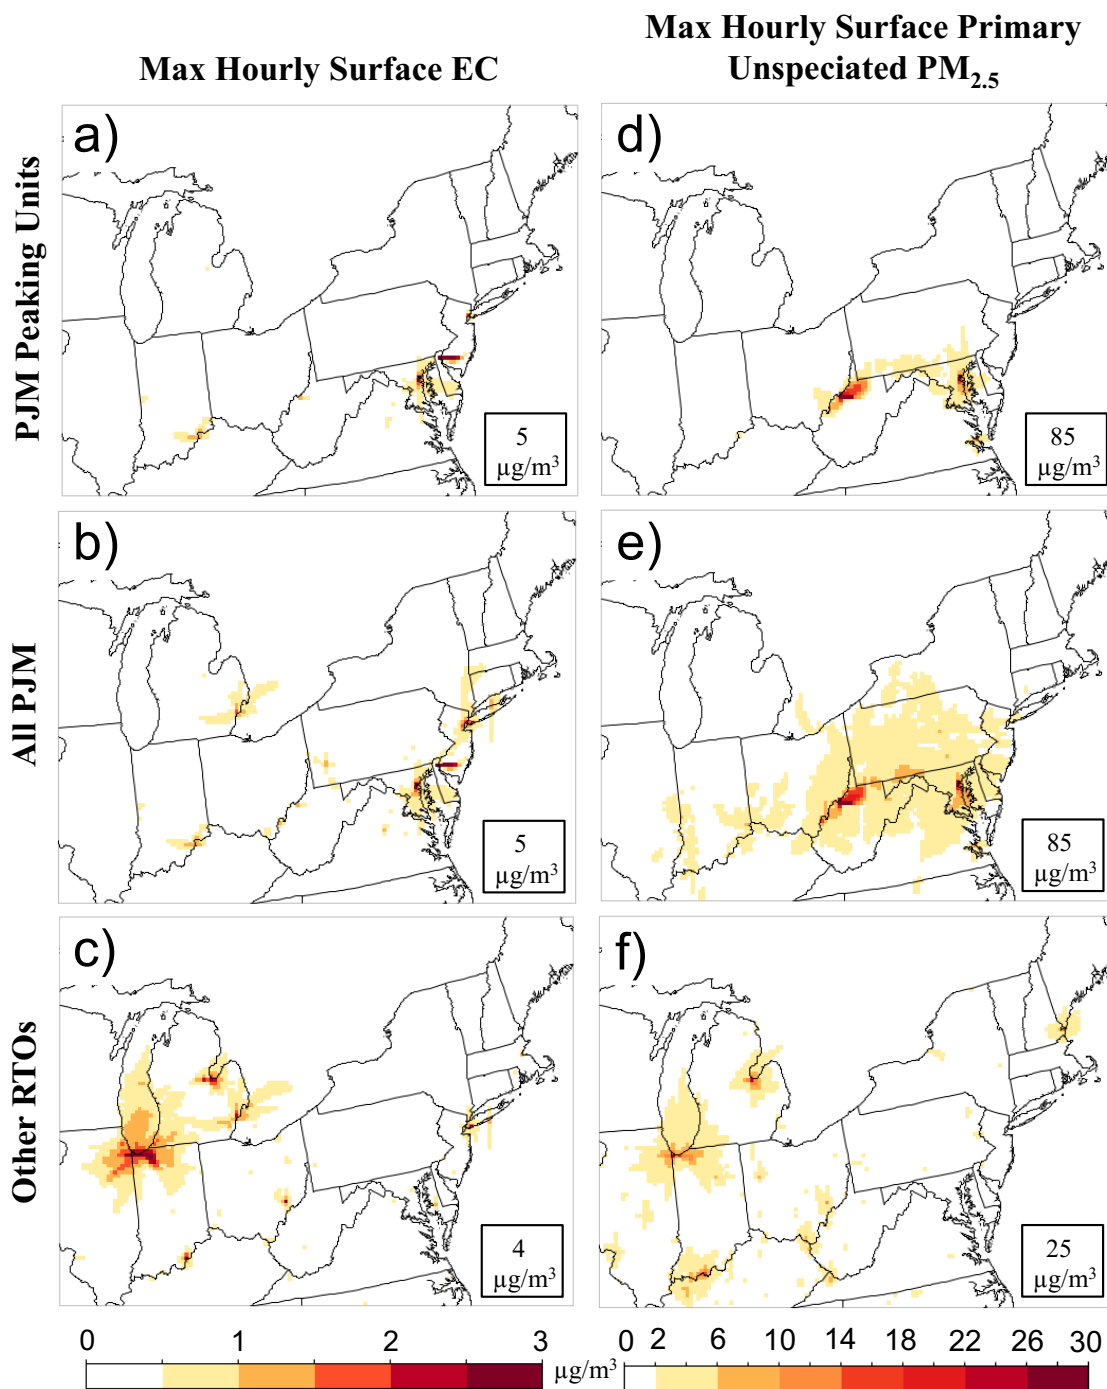 Max Hourly Surface EC
Max Hourly Surface Primary
Unspeciated PM2.5
PJM Peaking Units
a)
5
µg/m³
d)
85
µg/m³
All PJM
b)
5
µg/m³
e)
85
µg/m³
Other RTOs
c)
4
µg/m³
f)
25
µg/m³
0 1 2 3
µg/m³
0 2 6 10 14 18 22 26 30